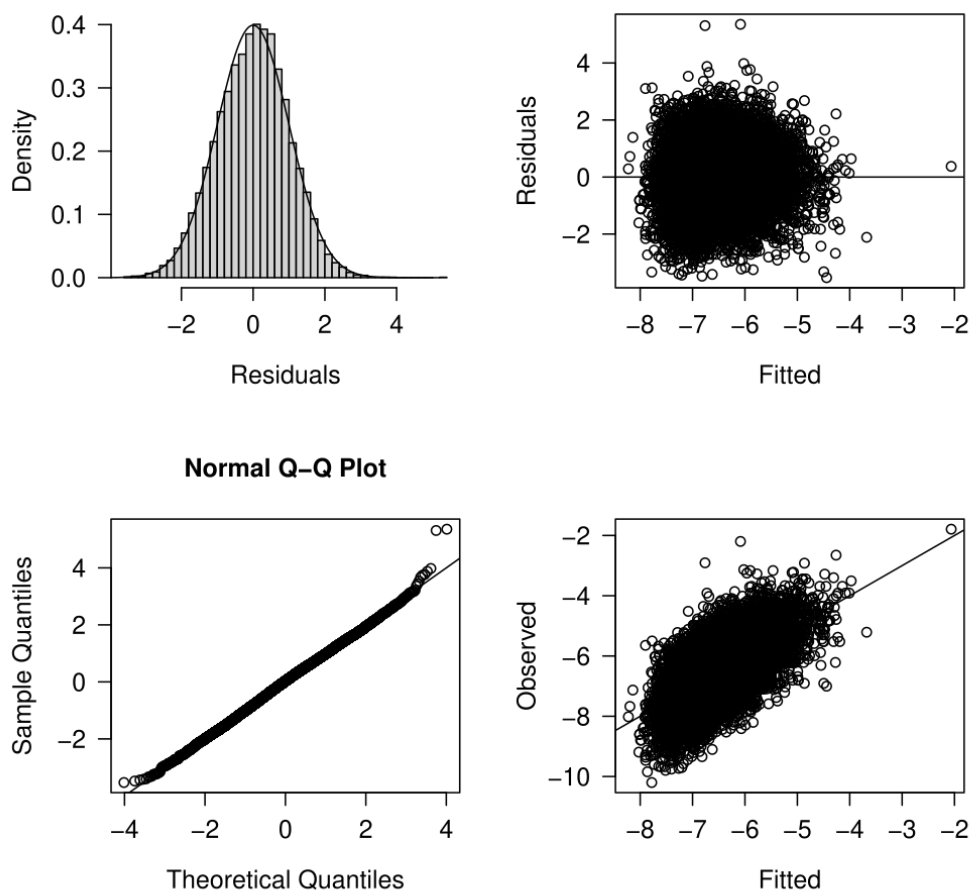 Density
0.4
0.3
0.2
0.1
0.0
−2 0 2 4
Residuals
Residuals
4
2
0
−2
−8 −7 −6 −5 −4 −3 −2
Fitted
Normal Q−Q Plot
Sample Quantiles
4
2
0
−2
−4 −2 0 2 4
Theoretical Quantiles
Observed
−2
−4
−6
−8
−10
−8 −7 −6 −5 −4 −3 −2
Fitted